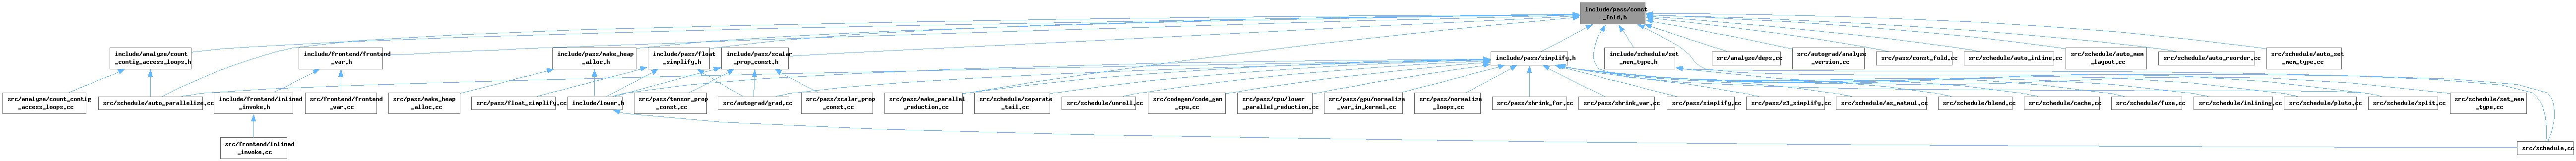 include/pass/const
_fold.h
include/analyze/count
_contig_access_loops.h
include/frontend/frontend
_var.h
include/pass/make_heap
_alloc.h
include/pass/float
_simplify.h
include/pass/scalar
_prop_const.h
include/pass/simplify.h
include/schedule/set
_mem_type.h
src/analyze/deps.cc
src/autograd/analyze
_version.cc
src/pass/const_fold.cc
src/schedule/auto_inline.cc
src/schedule/auto_mem
_layout.cc
src/schedule/auto_reorder.cc
src/schedule/auto_set
_mem_type.cc
src/analyze/count_contig
_access_loops.cc
src/schedule/auto_parallelize.cc
include/frontend/inlined
_invoke.h
src/frontend/frontend
_var.cc
src/pass/make_heap
_alloc.cc
src/pass/float_simplify.cc
include/lower.h
src/pass/tensor_prop
_const.cc
src/autograd/grad.cc
src/pass/scalar_prop
_const.cc
src/pass/make_parallel
_reduction.cc
src/schedule/separate
_tail.cc
src/schedule/unroll.cc
src/codegen/code_gen
_cpu.cc
src/pass/cpu/lower
_parallel_reduction.cc
src/pass/gpu/normalize
_var_in_kernel.cc
src/pass/normalize
_loops.cc
src/pass/shrink_for.cc
src/pass/shrink_var.cc
src/pass/simplify.cc
src/pass/z3_simplify.cc
src/schedule/as_matmul.cc
src/schedule/blend.cc
src/schedule/cache.cc
src/schedule/fuse.cc
src/schedule/inlining.cc
src/schedule/pluto.cc
src/schedule/split.cc
src/schedule/set_mem
_type.cc
src/frontend/inlined
_invoke.cc
src/schedule.cc